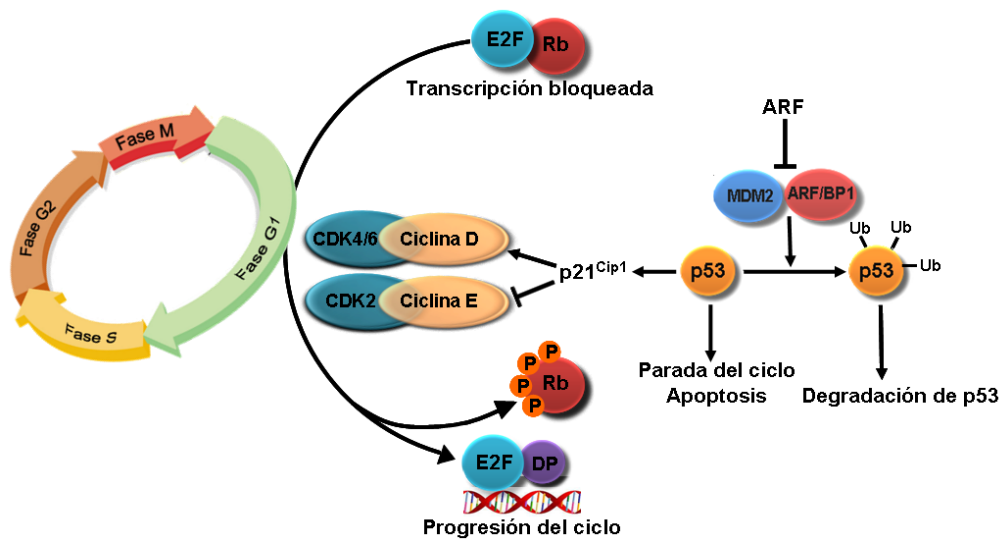 E2F Rb
Transcripción bloqueada
ARF
MDM2 ARF/BP1
Fase M
Fase G2
Fase G1
Fase S
CDK4/6 Ciclina D
CDK2 Ciclina E
p21Cip1
p53
Ub Ub
p53 Ub
Parada del ciclo
Apoptosis
Degradación de p53
P P
P Rb
P
E2F DP
Progresión del ciclo